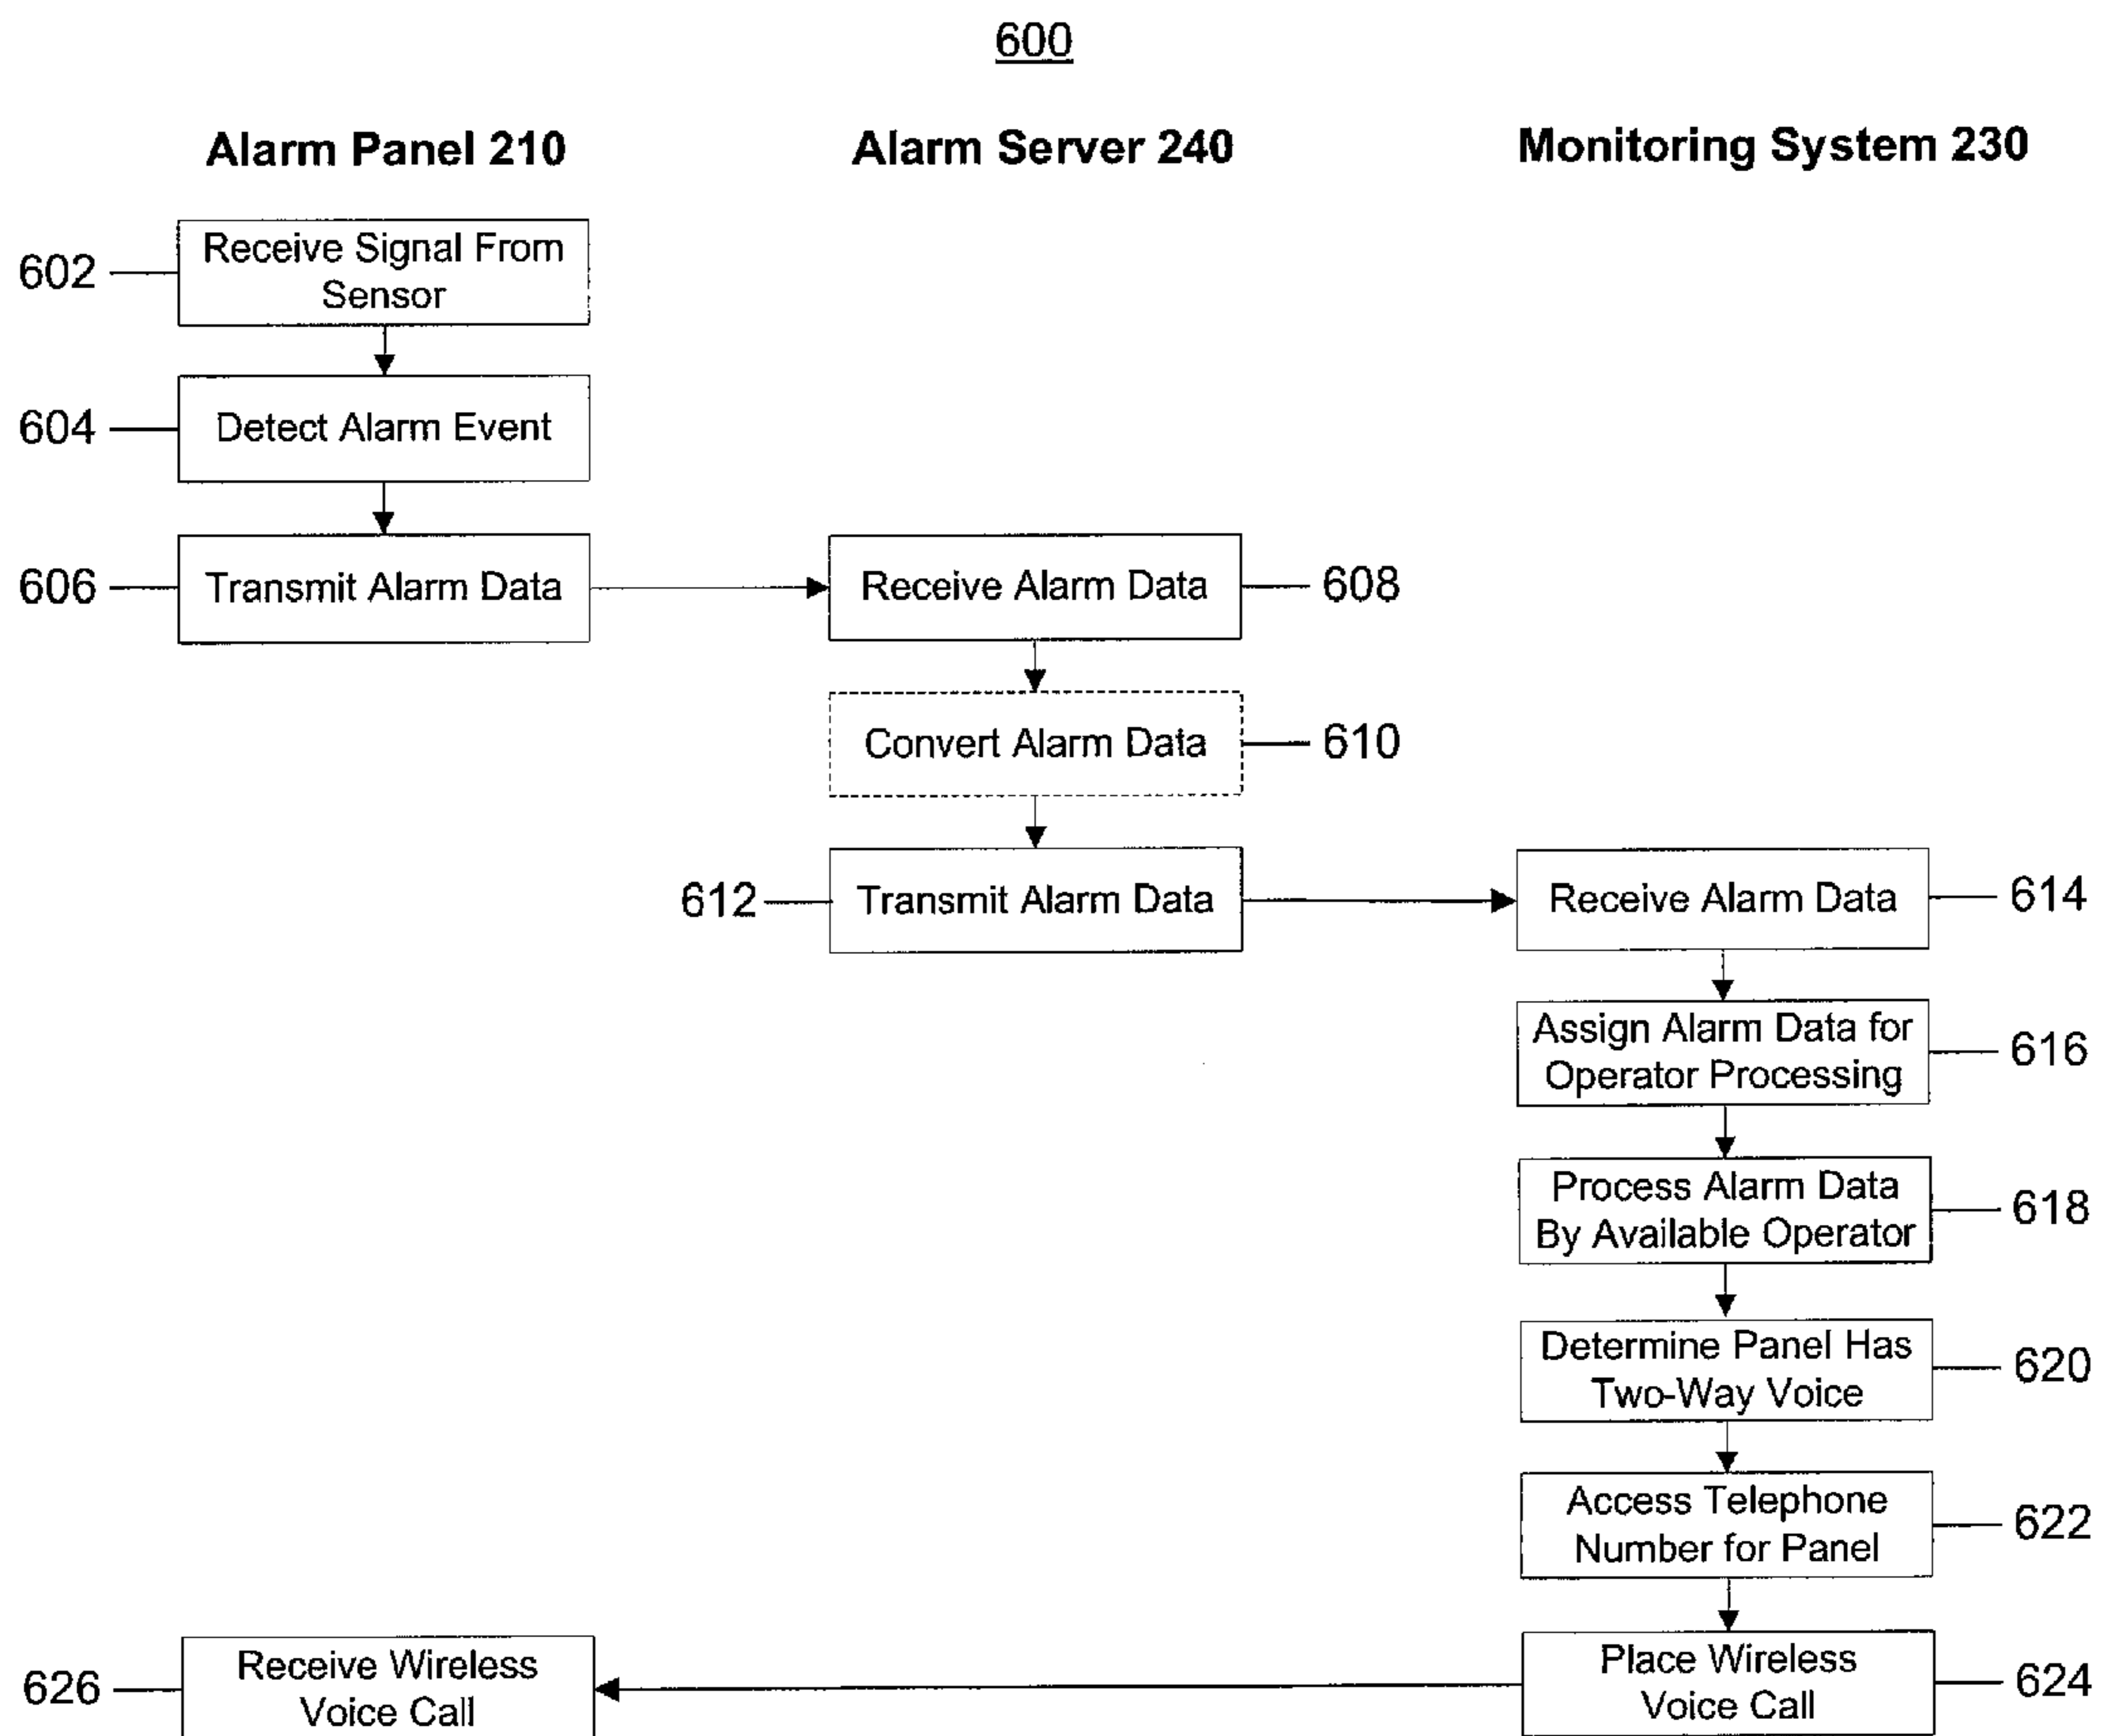 600
Alarm Panel 210
Alarm Server 240
Monitoring System 230
602
Receive Signal From
Sensor
604
Detect Alarm Event
606
Transmit Alarm Data
Receive Alarm Data
608
Convert Alarm Data
610
612
Transmit Alarm Data
Receive Alarm Data
614
Assign Alarm Data for
Operator Processing
616
Process Alarm Data
By Available Operator
618
Determine Panel Has
Two-Way Voice
620
Access Telephone
Number for Panel
622
626
Receive Wireless
Voice Call
Place Wireless
Voice Call
624